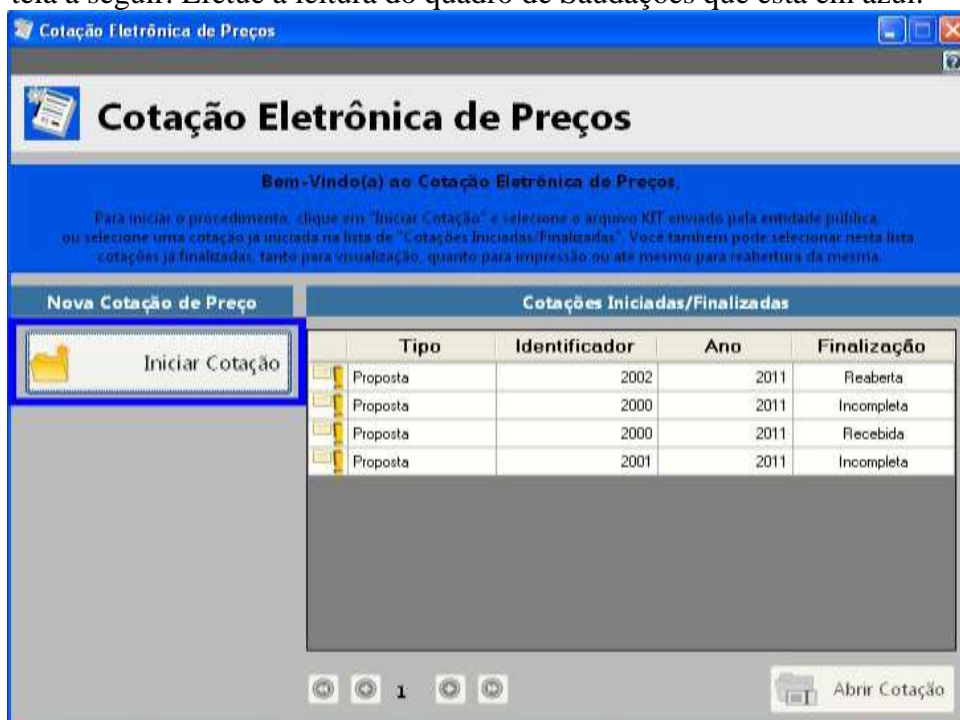 tela a seguir. Efetue a leitura do quadro de Saudações que está em azul.
Cotação Eletrônica de Preços
Cotação Eletrônica de Preços
Bem-Vindo(a) ao Cotação Eletrônica de Preços,
Para iniciar o procedimento, clique em "Iniciar Cotação" e selecione o arquivo KIT enviado pela entidade pública,
ou selecione uma cotação ja iniciada na lista de "Cotações Iniciadas/Finalizadas". Voce tambem pode selecionar nesta lista
cotações ja finalizadas, tanto para visualização, quanto para impressão ou até mesmo para reabertura da mesma.
Nova Cotação de Preço
Cotações Iniciadas/Finalizadas
Iniciar Cotação
Tipo Identificador Ano Finalização
Proposta 2002 2011 Reaberta
Proposta 2000 2011 Incompleta
Proposta 2000 2011 Recebida
Proposta 2001 2011 Incompleta
1
Abrir Cotação